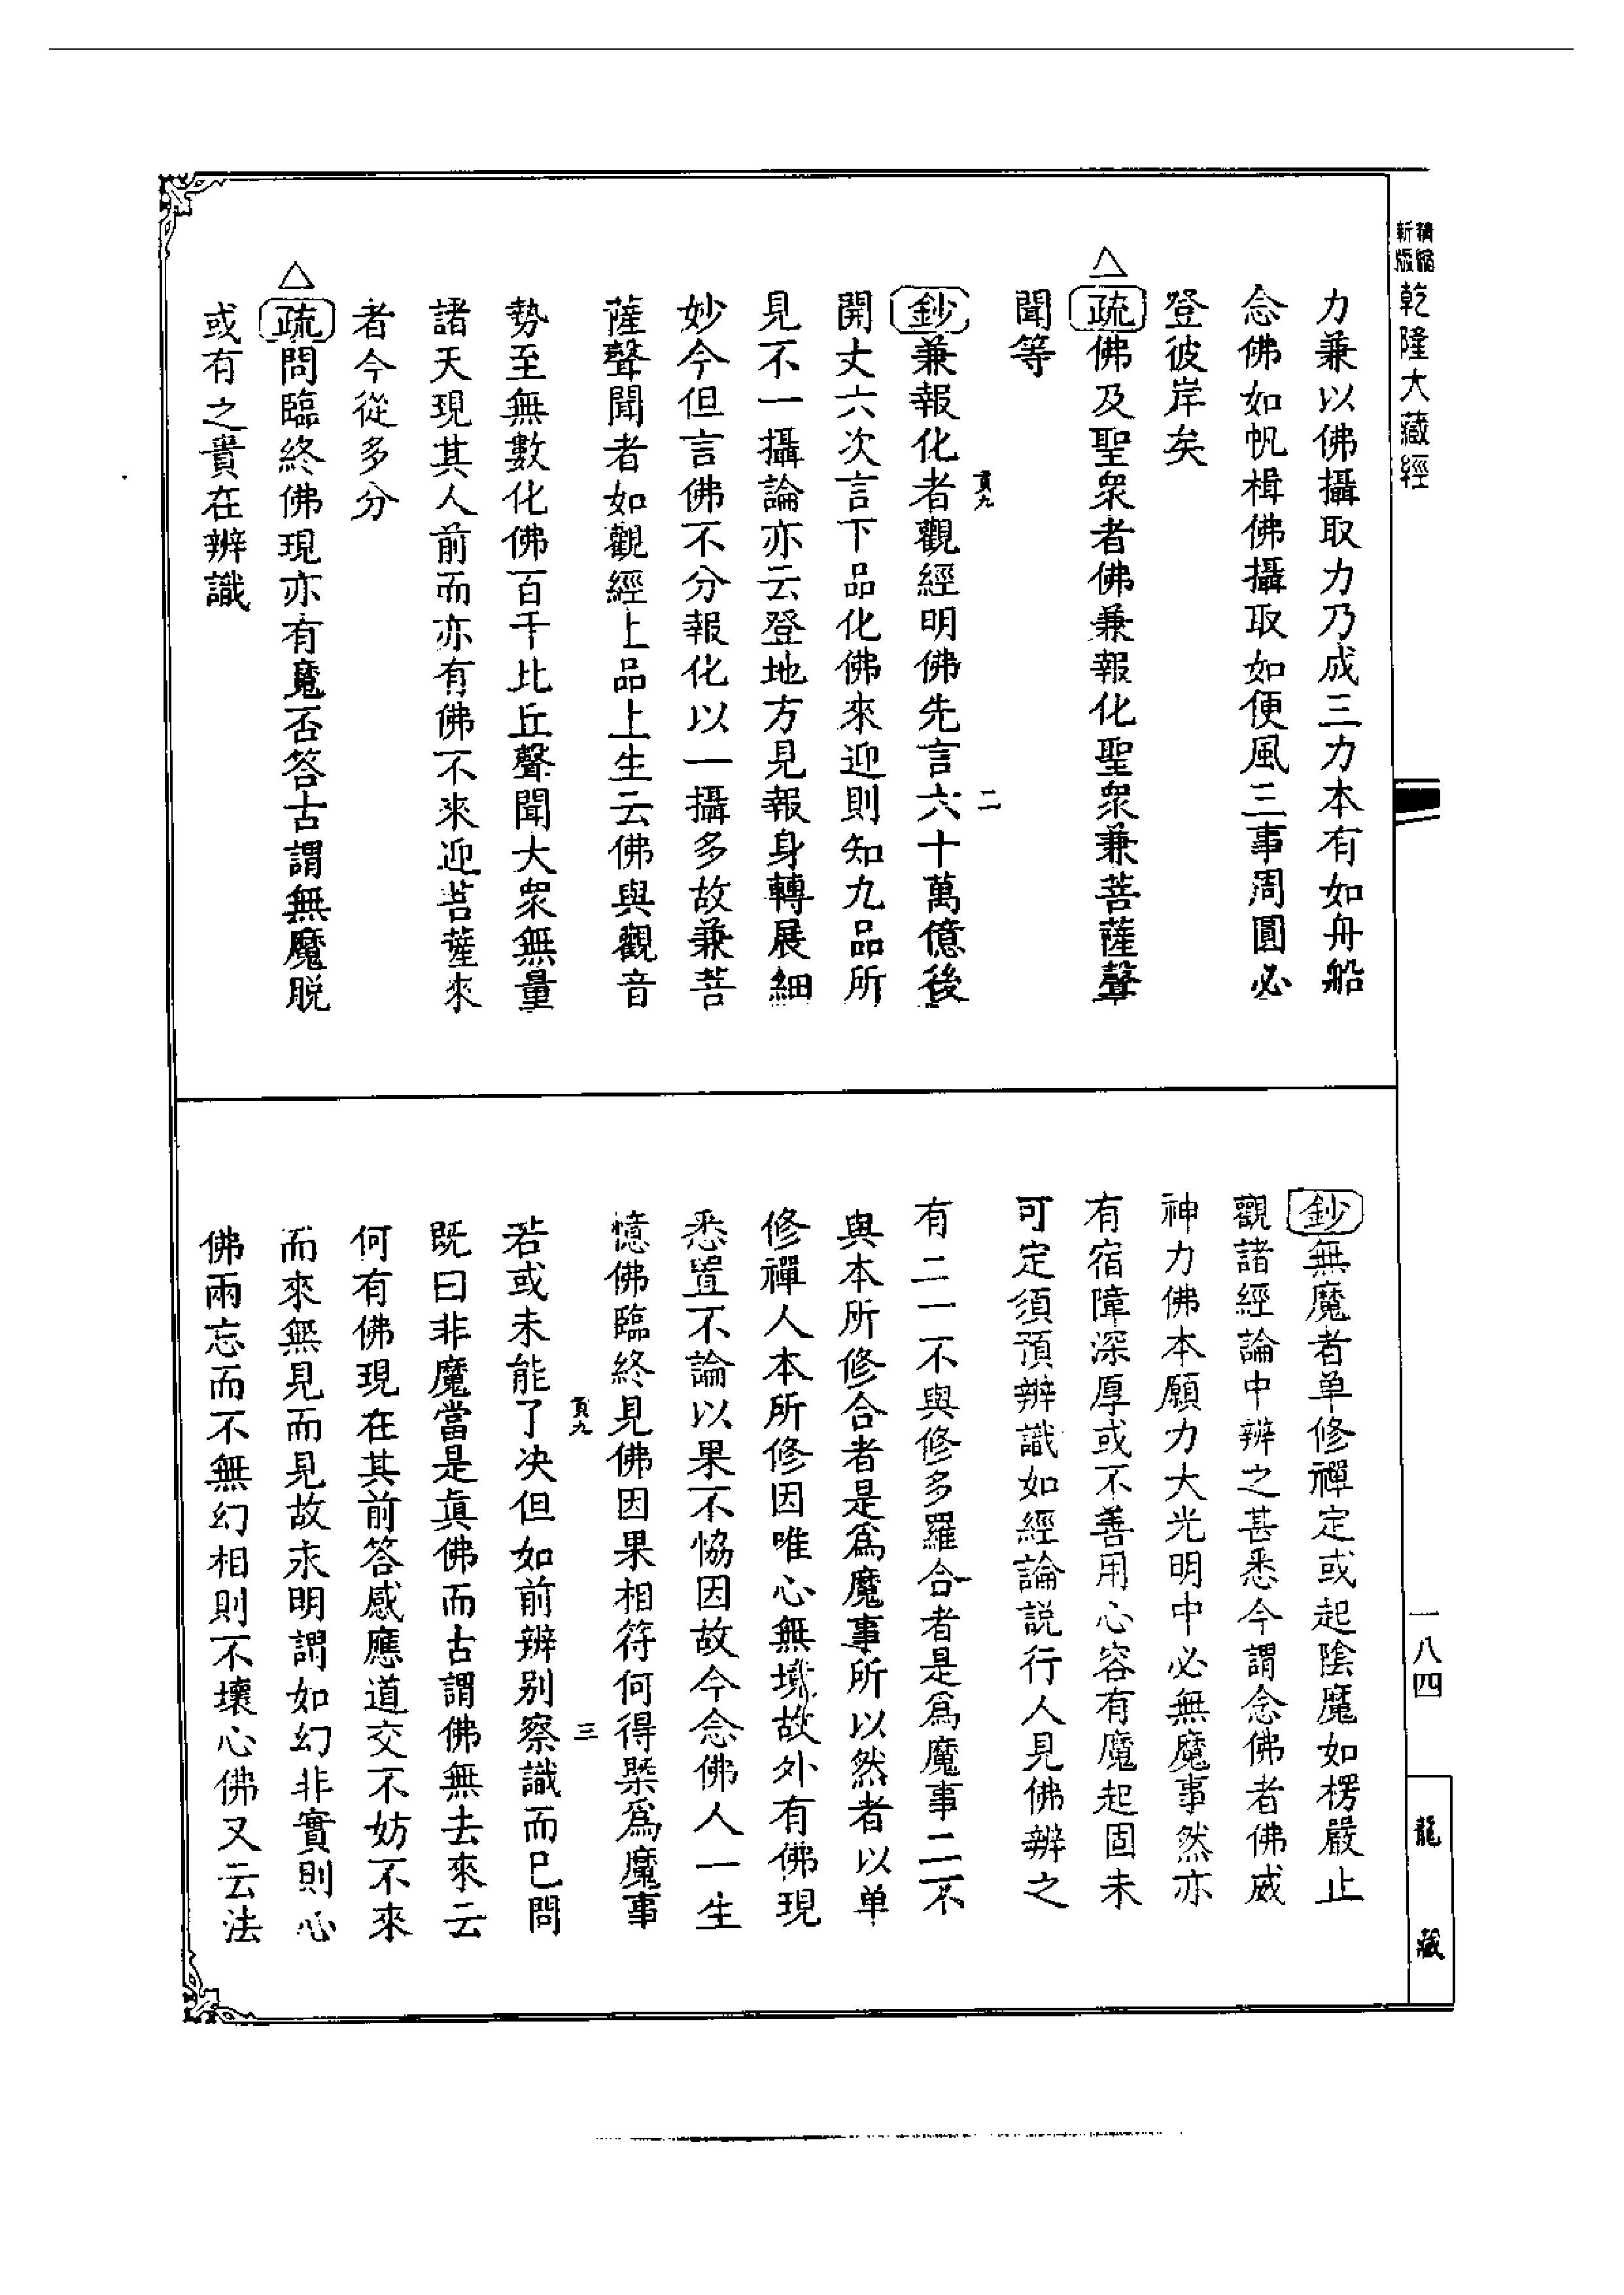 精縮新版
乾隆大藏經
力兼以佛攝取力乃成三力本有如舟船
念佛如帆楫佛攝取如便風三事周圓必
登彼岸矣
△
疏佛及聖衆者佛兼報化聖衆兼菩薩聲
聞等
貢九 二
鈔兼報化者觀經明佛先言六十萬億後
開丈六次言下品化佛來迎則知九品所
見不一攝論亦云登地方見報身轉展細
妙今但言佛不分報化以一攝多故兼菩
薩聲聞者如觀經上品上生云佛與觀音
勢至無數化佛百千比丘聲聞大衆無量
諸天現其人前而亦有佛不來迎菩薩來
者今從多分
△
疏問臨終佛現亦有魔否答古謂無魔脱
或有之貴在辨識
鈔無魔者单修禪定或起陰魔如楞嚴止
觀諸經論中辨之甚悉今謂念佛者佛威
神力佛本願力大光明中必無魔事然亦
有宿障深厚或不善用心容有魔起固未
可定須預辨識如經論説行人見佛辨之
有二一不與修多羅合者是爲魔事二不
與本所修合者是爲魔事所以然者以单
修禪人本所修因唯心無境故外有佛現
悉置不論以果不恊因故今念佛人一生
憶佛臨終見佛因果相符何得槩爲魔事
貢九 三
若或未能了决但如前辨别察識而已問
既曰非魔當是真佛而古謂佛無去來云
何有佛現在其前答感應道交不妨不來
而來無見而見故永明謂如幻非實則心
佛兩忘而不無幻相則不壞心佛又云法
一八四
龍藏